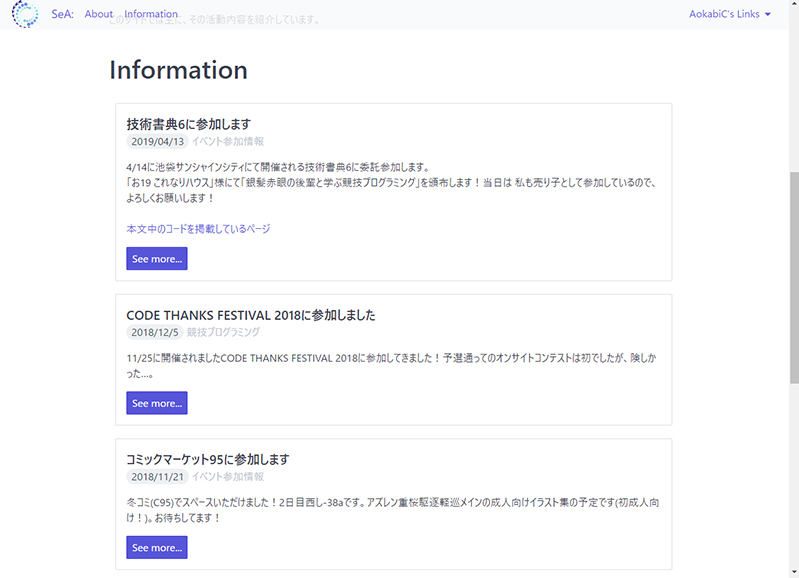 SeA: About Information AokabiC's Links
このサイトでは主に、その活動内容を紹介しています。
Information
技術書典6に参加します
2019/04/13 イベント参加情報
4/14に池袋サンシャインシティにて開催される技術書典6に委託参加します。
「お19 これなりハウス」様にて「銀髪赤眼の後輩と学ぶ競技プログラミング」を頒布します！当日は 私も売り子として参加しているので、
よろしくお願いします！
本文中のコードを掲載しているページ
See more...
CODE THANKS FESTIVAL 2018に参加しました
2018/12/5 競技プログラミング
11/25に開催されましたCODE THANKS FESTIVAL 2018に参加してきました！予選通ってのオンサイトコンテストは初でしたが、険しか
った...。
See more...
コミックマーケット95に参加します
2018/11/21 イベント参加情報
冬コミ(C95)でスペースいただけました！2日目西し-38aです。アズレン重桜駆逐軽巡メインの成人向けイラスト集の予定です(初成人向
け！)。お待ちしてます！
See more...